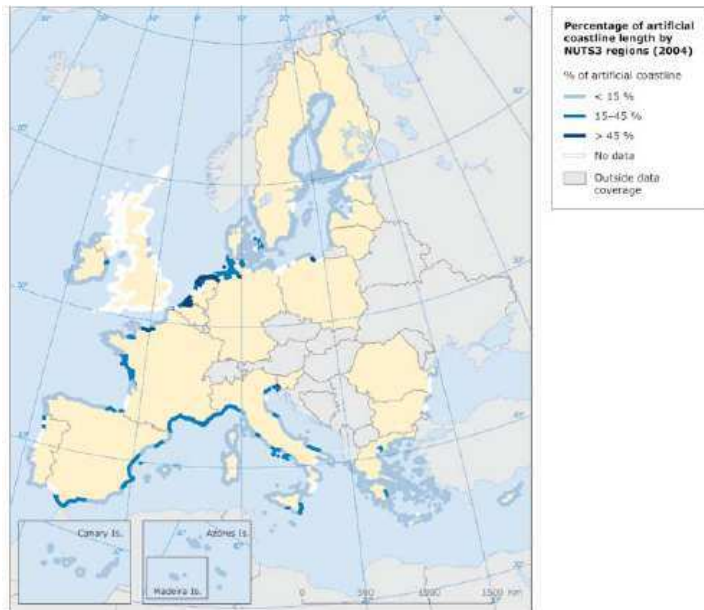 Percentage of artificial
coastline length by
NUTS3 regions (2004)
% of artificial coastline
< 15 %
15–45 %
> 45 %
No data
Outside data
coverage
Canary Is.
Azores Is.
Madeira Is.
0 500 1000 1500 km